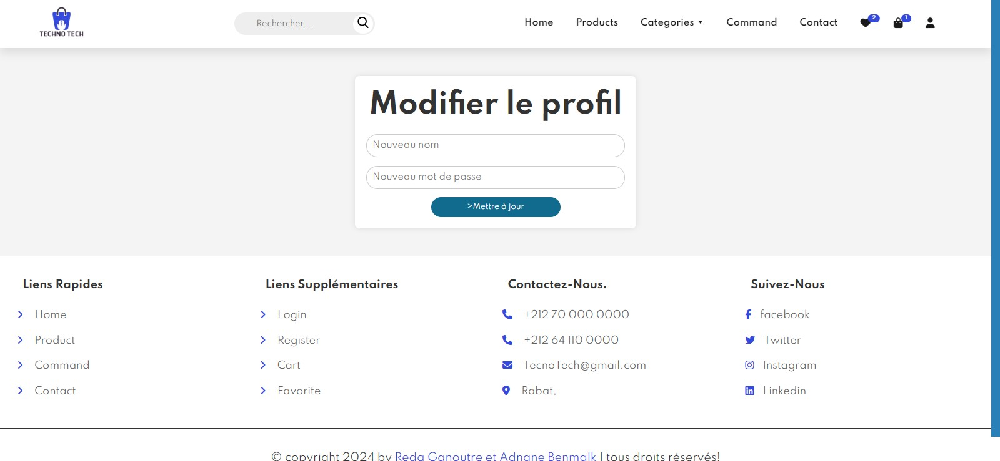 TECHNO TECH
Rechercher...
Home Products Categories ▼ Command Contact 2 1
Modifier le profil
Nouveau nom
Nouveau mot de passe
>Mettre à jour
Liens Rapides
Home
Product
Command
Contact
Liens Supplémentaires
Login
Register
Cart
Favorite
Contactez-Nous.
+212 70 000 0000
+212 64 110 0000
TecnoTech@gmail.com
Rabat,
Suivez-Nous
facebook
Twitter
Instagram
Linkedin
© copyright 2024 by Reda Ganoutre et Adnane Benmalk | tous droits réservés!